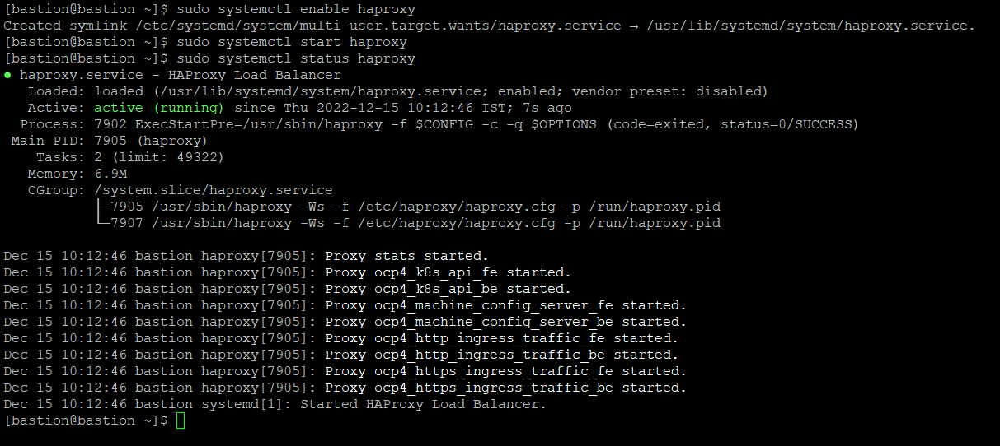 [bastion@bastion ~]$ sudo systemctl enable haproxy
Created symlink /etc/systemd/system/multi-user.target.wants/haproxy.service → /usr/lib/systemd/system/haproxy.service.
[bastion@bastion ~]$ sudo systemctl start haproxy
[bastion@bastion ~]$ sudo systemctl status haproxy
● haproxy.service - HAProxy Load Balancer
   Loaded: loaded (/usr/lib/systemd/system/haproxy.service; enabled; vendor preset: disabled)
   Active: active (running) since Thu 2022-12-15 10:12:46 IST; 7s ago
  Process: 7902 ExecStartPre=/usr/sbin/haproxy -f $CONFIG -c -q $OPTIONS (code=exited, status=0/SUCCESS)
 Main PID: 7905 (haproxy)
    Tasks: 2 (limit: 49322)
   Memory: 6.9M
   CGroup: /system.slice/haproxy.service
           ├─7905 /usr/sbin/haproxy -Ws -f /etc/haproxy/haproxy.cfg -p /run/haproxy.pid
           └─7907 /usr/sbin/haproxy -Ws -f /etc/haproxy/haproxy.cfg -p /run/haproxy.pid

Dec 15 10:12:46 bastion haproxy[7905]: Proxy stats started.
Dec 15 10:12:46 bastion haproxy[7905]: Proxy ocp4_k8s_api_fe started.
Dec 15 10:12:46 bastion haproxy[7905]: Proxy ocp4_k8s_api_be started.
Dec 15 10:12:46 bastion haproxy[7905]: Proxy ocp4_machine_config_server_fe started.
Dec 15 10:12:46 bastion haproxy[7905]: Proxy ocp4_machine_config_server_be started.
Dec 15 10:12:46 bastion haproxy[7905]: Proxy ocp4_http_ingress_traffic_fe started.
Dec 15 10:12:46 bastion haproxy[7905]: Proxy ocp4_http_ingress_traffic_be started.
Dec 15 10:12:46 bastion haproxy[7905]: Proxy ocp4_https_ingress_traffic_fe started.
Dec 15 10:12:46 bastion haproxy[7905]: Proxy ocp4_https_ingress_traffic_be started.
Dec 15 10:12:46 bastion systemd[1]: Started HAProxy Load Balancer.
[bastion@bastion ~]$